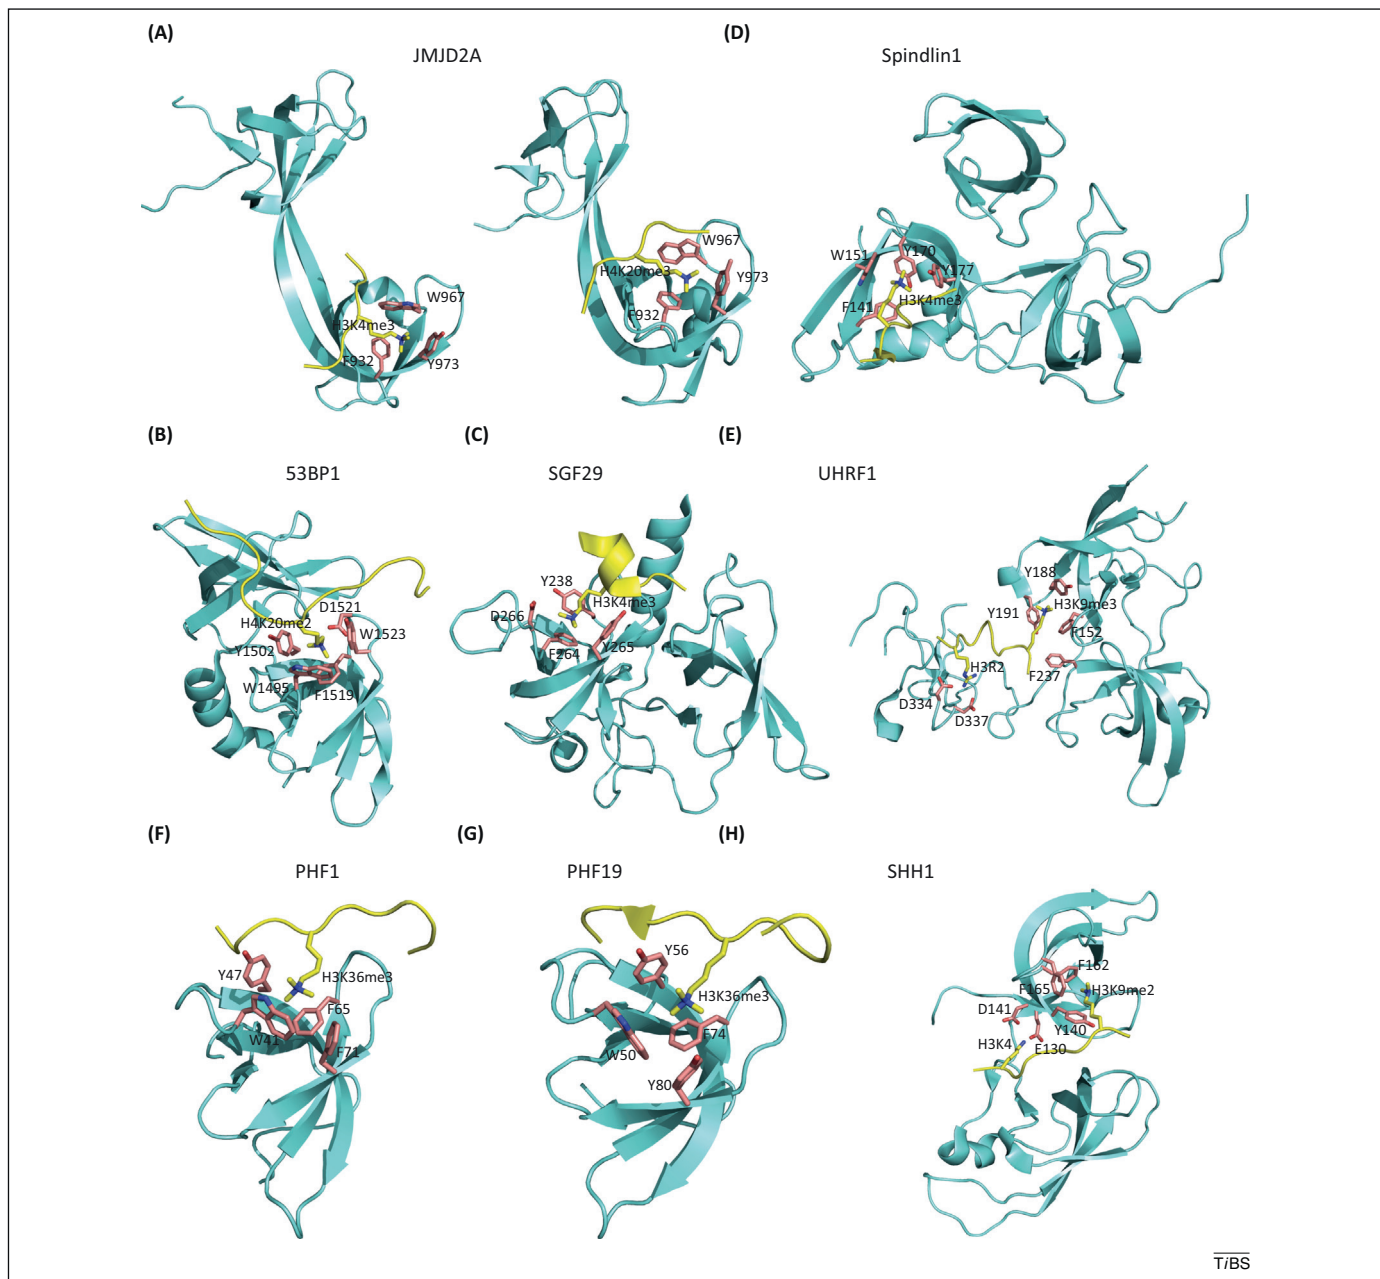 (A)
JMJD2A
(D)
Spindlin1
W967
H4K20me3
Y973
F932
W967
H3K4me3
F932
Y973
W151
Y170
Y177
F141
H3K4me3
(B)
53BP1
(C)
SGF29
(E)
UHRF1
D1521
H4K20me2
W1523
Y1502
W1495
F1519
Y238
H3K4me3
D266
F264
Y265
Y188
H3K9me3
Y191
F152
H3R2
F237
D334
D337
(F)
PHF1
(G)
PHF19
(H)
SHH1
Y47
H3K36me3
F65
W41
F71
Y56
H3K36me3
F74
W50
Y80
F162
F165
H3K9me2
D141
Y140
H3K4
E130
TiBS